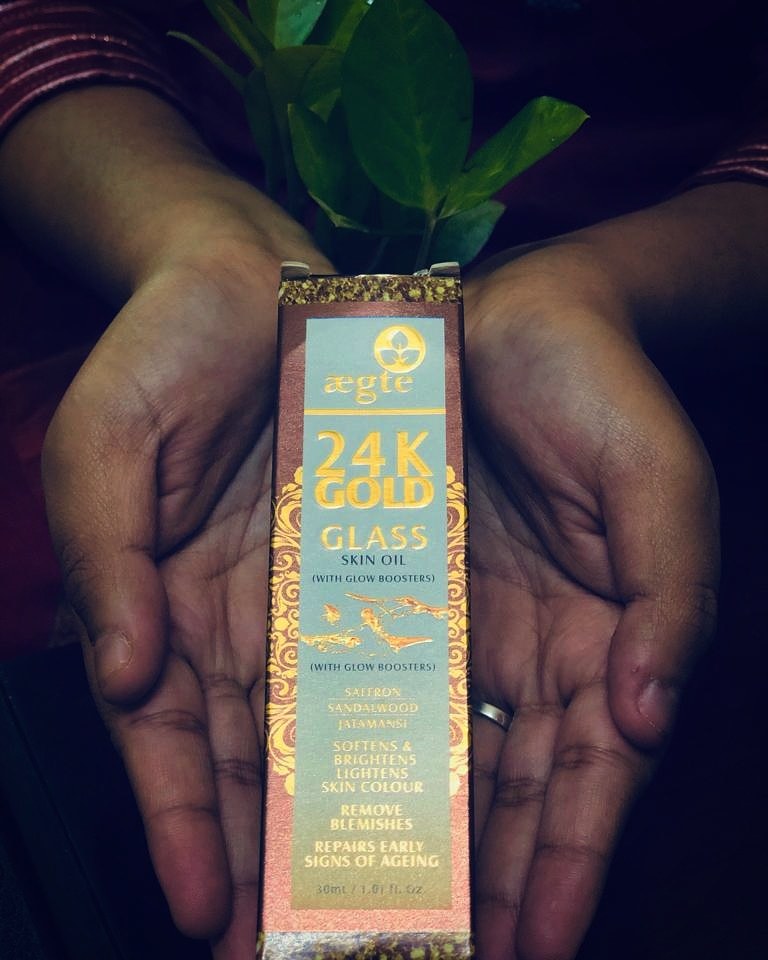 ægte
24K
GOLD
GLASS
SKIN OIL
(WITH GLOW BOOSTERS)
(WITH GLOW BOOSTERS)
SAFFRON
SANDALWOOD
JATAMANSI
SOFTENS &
BRIGHTENS
LIGHTENS
SKIN COLOUR
REMOVE
BLEMISHES
REPAIRS EARLY
SIGNS OF AGEING
30ml / 1.01 fl. Oz